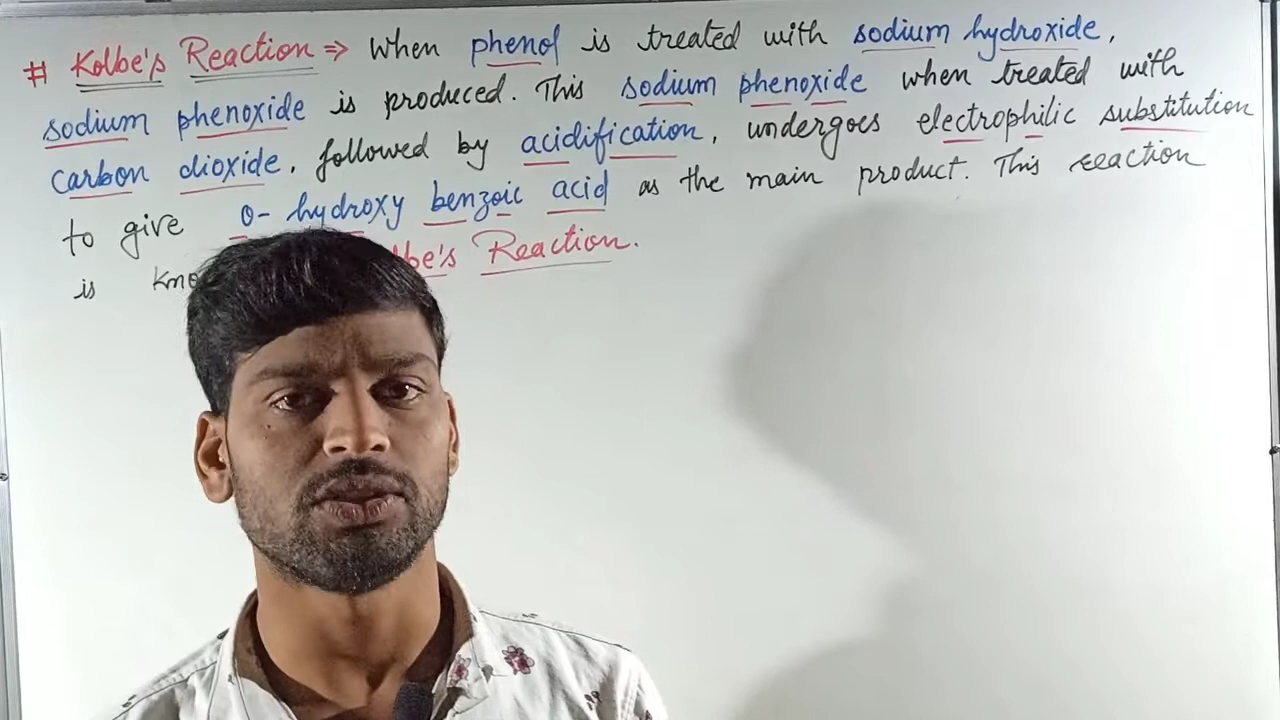 # Kolbe's Reaction ⇒ When phenol is treated with sodium hydroxide,
sodium phenoxide is produced. This sodium phenoxide when treated with
carbon dioxide, followed by acidification, undergoes electrophilic substitution
to give o-hydroxy benzoic acid as the main product. This reaction
is Reaction.